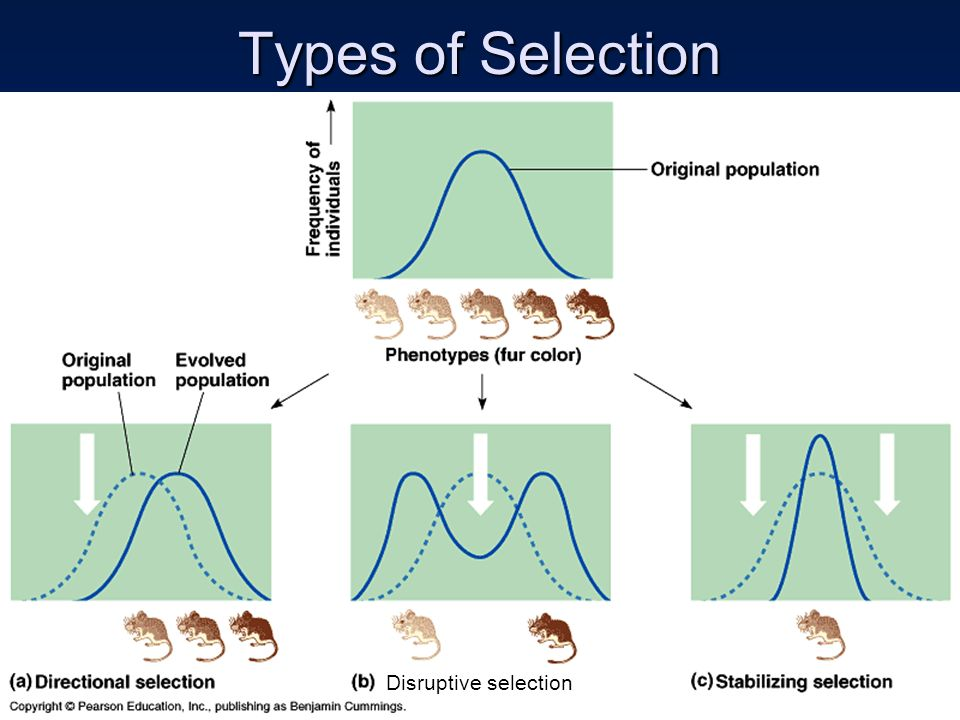 Types of Selection
Frequency of
individuals
Original population
Phenotypes (fur color)
Original
population
Evolved
population
(a) Directional selection
(b) Disruptive selection
(c) Stabilizing selection
Copyright © Pearson Education, Inc., publishing as Benjamin Cummings.